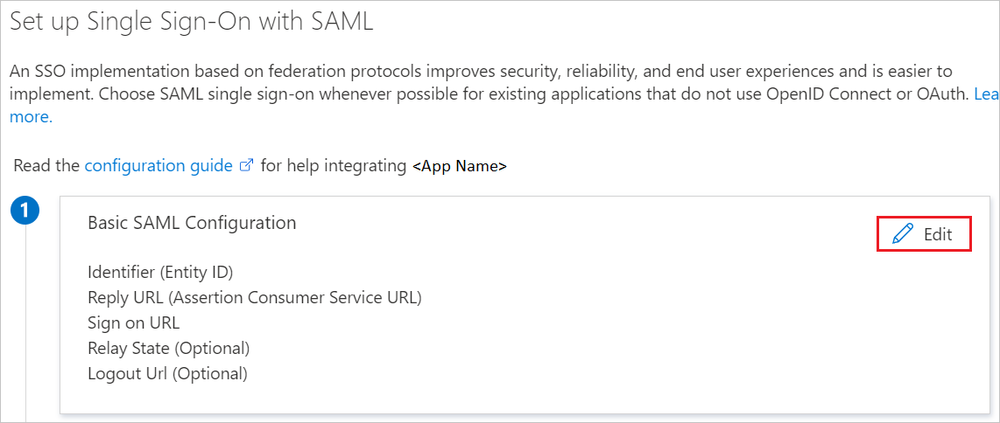 Set up Single Sign-On with SAML
An SSO implementation based on federation protocols improves security, reliability, and end user experiences and is easier to
implement. Choose SAML single sign-on whenever possible for existing applications that do not use OpenID Connect or OAuth. Lea
more.
Read the configuration guide for help integrating <App Name>
1
Basic SAML Configuration
Edit
Identifier (Entity ID)
Reply URL (Assertion Consumer Service URL)
Sign on URL
Relay State (Optional)
Logout Url (Optional)